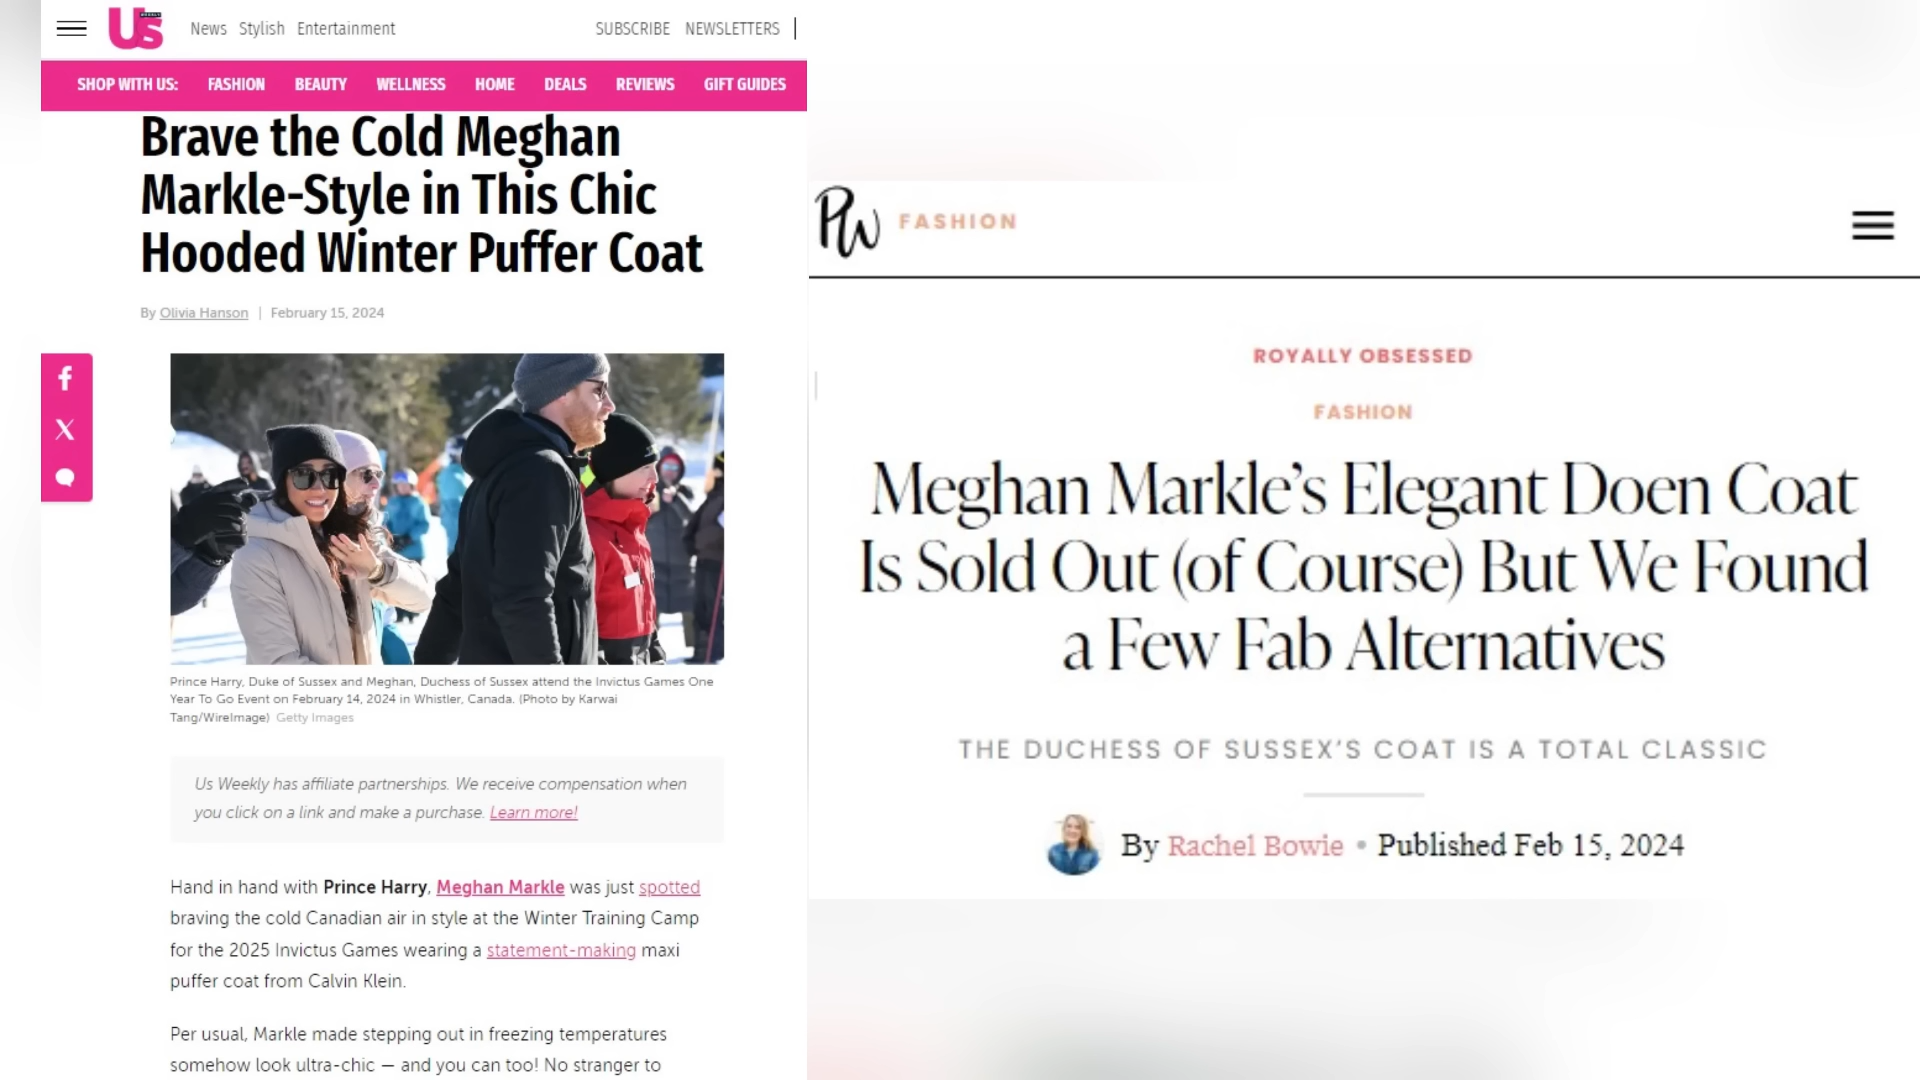 Us
WEEKLY
News Stylish Entertainment
SUBSCRIBE NEWSLETTERS
SHOP WITH US: FASHION BEAUTY WELLNESS HOME DEALS REVIEWS GIFT GUIDES
Brave the Cold Meghan
Markle-Style in This Chic
Hooded Winter Puffer Coat
By Olivia Hanson | February 15, 2024
Prince Harry, Duke of Sussex and Meghan, Duchess of Sussex attend the Invictus Games One
Year To Go Event on February 14, 2024 in Whistler, Canada. (Photo by Karwai
Tang/WireImage) Getty Images
Us Weekly has affiliate partnerships. We receive compensation when
you click on a link and make a purchase. Learn more!
Hand in hand with Prince Harry, Meghan Markle was just spotted
braving the cold Canadian air in style at the Winter Training Camp
for the 2025 Invictus Games wearing a statement-making maxi
puffer coat from Calvin Klein.
Per usual, Markle made stepping out in freezing temperatures
somehow look ultra-chic — and you can too! No stranger to
PW FASHION
ROYALLY OBSESSED
FASHION
Meghan Markle’s Elegant Doen Coat
Is Sold Out (of Course) But We Found
a Few Fab Alternatives
THE DUCHESS OF SUSSEX’S COAT IS A TOTAL CLASSIC
By Rachel Bowie • Published Feb 15, 2024